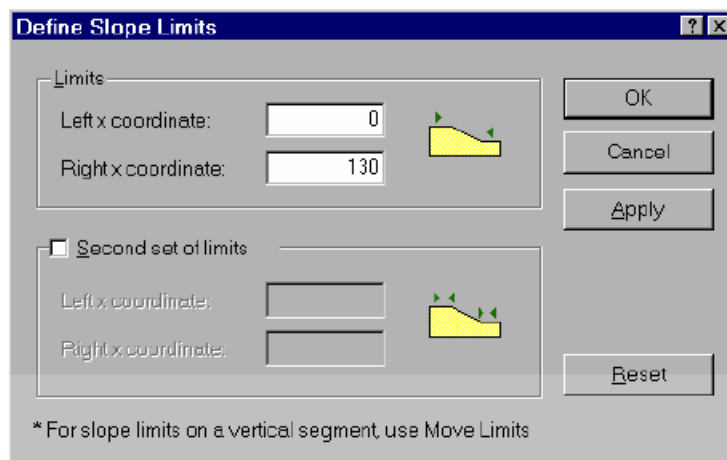 Define Slope Limits
? X
Limits
Left x coordinate: 0
Right x coordinate: 130
OK
Cancel
Apply
Second set of limits
Left x coordinate:
Right x coordinate:
Reset
* For slope limits on a vertical segment, use Move Limits